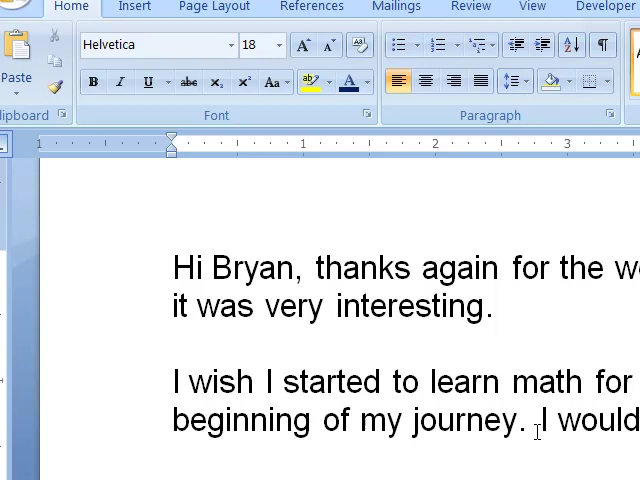 Home Insert Page Layout References Mailings Review View Developer
Helvetica 18
Paste
B I U abc x₂ x² Aa
lipboard Font Paragraph
1 1 2 3
Hi Bryan, thanks again for the
it was very interesting.
I wish I started to learn math for
beginning of my journey. I would